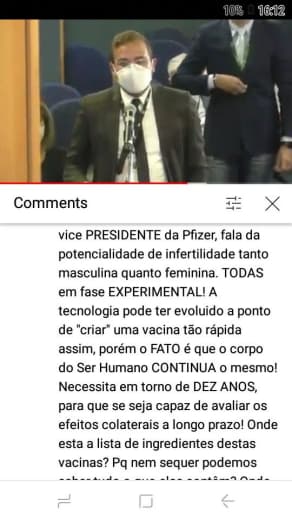 10% 16:12
Comments
vice PRESIDENTE da Pfizer, fala da
potencialidade de infertilidade tanto
masculina quanto feminina. TODAS
em fase EXPERIMENTAL! A
tecnologia pode ter evoluido a ponto
de "criar" uma vacina tão rápida
assim, porém o FATO é que o corpo
do Ser Humano CONTINUA o mesmo!
Necessita em torno de DEZ ANOS,
para que se seja capaz de avaliar os
efeitos colaterais a longo prazo! Onde
esta a lista de ingredientes destas
vacinas? Pq nem sequer podemos